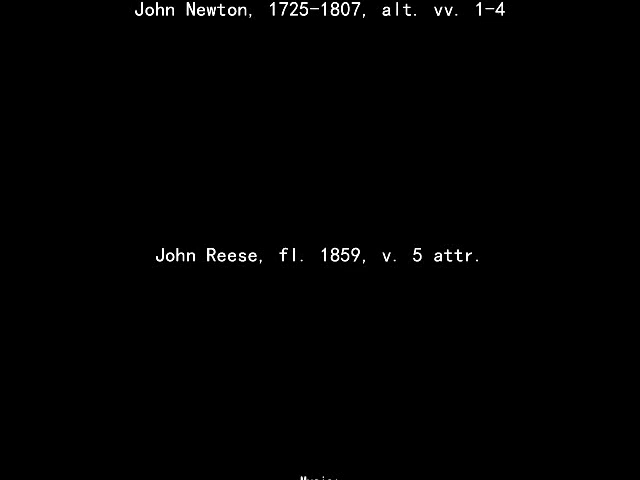 John Newton, 1725-1807, alt. vv. 1-4
John Reese, fl. 1859, v. 5 attr.